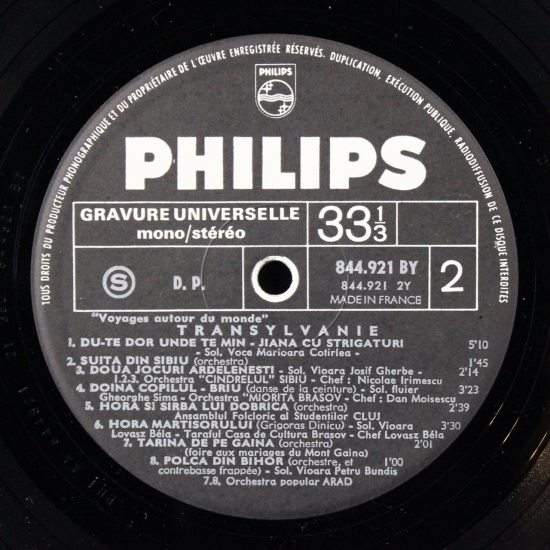 TOUS DROITS DU PRODUCTEUR PHONOGRAPHIQUE ET DU PROPRIÉTAIRE DE L'ŒUVRE ENREGISTRÉE RÉSERVÉS. DUPLICATION, EXÉCUTION PUBLIQUE, RADIODIFFUSION DE CE DISQUE INTERDITES
PHILIPS
PHILIPS
GRAVURE UNIVERSELLE
mono/stéréo
33 1/3
S
D. P.
844.921 BY
844.921 2Y
MADE IN FRANCE
2
"Voyages autour du monde"
TRANSYLVANIE
1. DU-TE DOR UNDE TE MIN - JIANA CU STRIGATURI 5'10
- Sol. Voce Marioara Cotirlea -
2. SUITA DIN SIBIU (orchestra) 1'45
3. DOUA JOCURI ARDELENESTI - Sol. Vioara Josif Gherbe - 2'14
1.2.3. Orchestra "CINDRELUL" SIBIU - Chef : Nicolae Irimescu
4. DOINA COPILUL - BRIU (danse de la ceinture) - Sol. fluier 3'23
Gheorghe Sima - Orchestra "MIORITA BRASOV - Chef : Dan Moisescu
5. HORA SI SIRBA LUI DOBRICA (orchestra) 2'39
Ansamblul Folcloric al Studentilor CLUJ
6. HORA MARTISORULUI (Grigoras Dinicu) - Sol. Vioara 3'30
Lovasz Béla - Taraful Casa de Cultura Brasov - Chef Lovasz Béla
7. TARINA DE PE GAINA (orchestra) 2'01
(foire aux mariages du Mont Gaina)
8. POLCA DIN BIHOR (orchestre, et 1'00
contrebasse frappée) - Sol. Vioara Petru Bundis
7.8, Orchestra popular ARAD